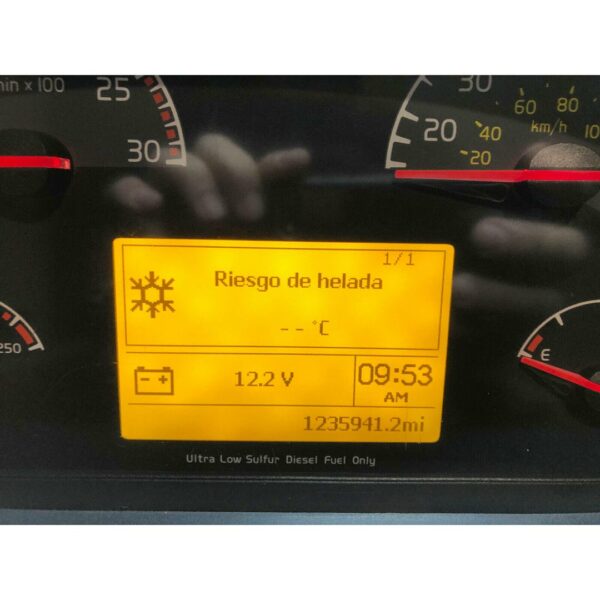 min x 100
25
30
30
20
60
80
km/h
40
20
1/1
Riesgo de helada
-- °C
- +
12.2 V
09:53
AM
1235941.2mi
250
E
Ultra Low Sulfur Diesel Fuel Only